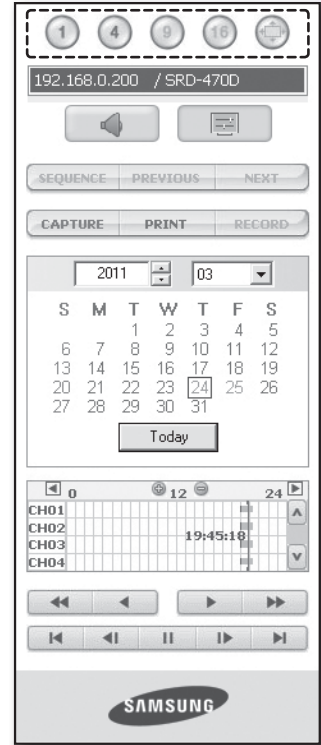 1 4 9 16
192.168.0.200 / SRD-470D
SEQUENCE PREVIOUS NEXT
CAPTURE PRINT RECORD
2011 03
S M T W T F S
1 2 3 4 5
6 7 8 9 10 11 12
13 14 15 16 17 18 19
20 21 22 23 24 25 26
27 28 29 30 31
Today
0 12 24
CH01
CH02
19:45:18
CH03
CH04
SAMSUNG